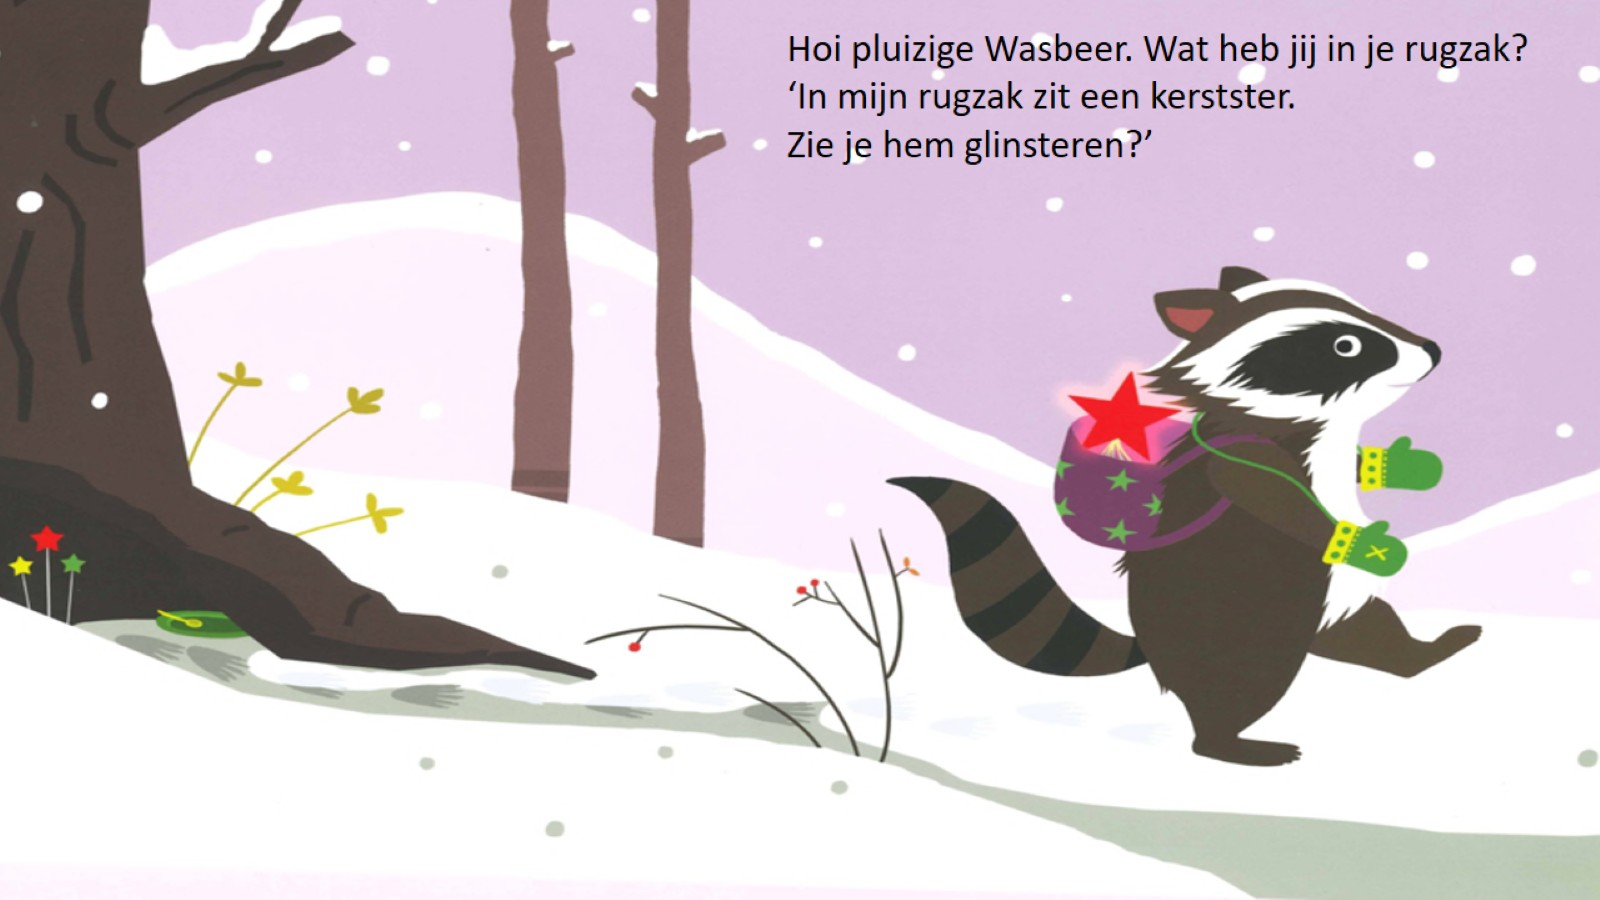 Hoi pluizige Wasbeer. Wat heb jij in je rugzak?
‘In mijn rugzak zit een kerstster.
Zie je hem glinsteren?’